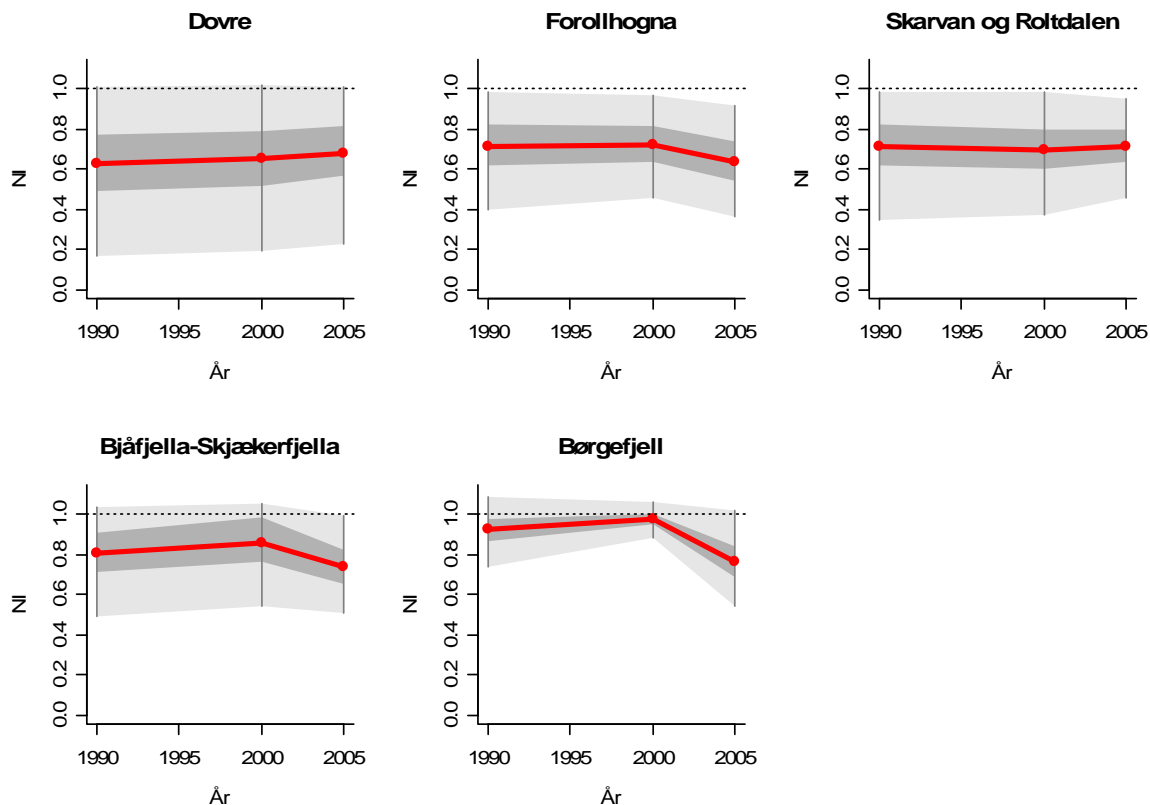 Dovre
NI
0.0 0.2 0.4 0.6 0.8 1.0
1990 1995 2000 2005
År
Forollhogna
NI
0.0 0.2 0.4 0.6 0.8 1.0
1990 1995 2000 2005
År
Skarvan og Roltdalen
NI
0.0 0.2 0.4 0.6 0.8 1.0
1990 1995 2000 2005
År
Bjåfjella-Skjækerfjella
NI
0.0 0.2 0.4 0.6 0.8 1.0
1990 1995 2000 2005
År
Børgefjell
NI
0.0 0.2 0.4 0.6 0.8 1.0
1990 1995 2000 2005
År